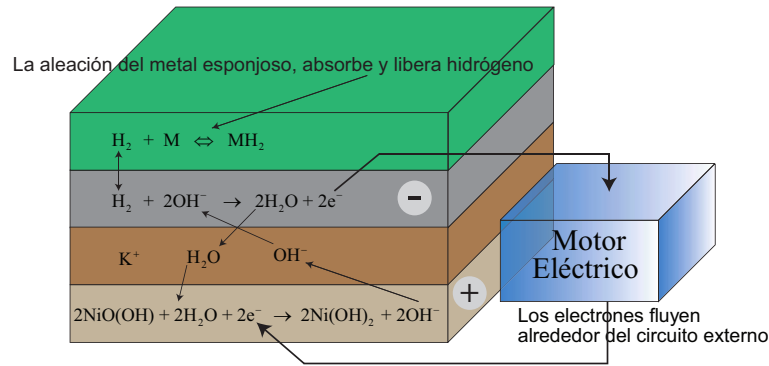 La aleación del metal esponjoso, absorbe y libera hidrógeno
H₂ + M ⇔ MH₂
H₂ + 2OH⁻ → 2H₂O + 2e⁻
-
K⁺ H₂O OH⁻
+
2NiO(OH) + 2H₂O + 2e⁻ → 2Ni(OH)₂ + 2OH⁻
Motor
Eléctrico
Los electrones fluyen
alrededor del circuito externo